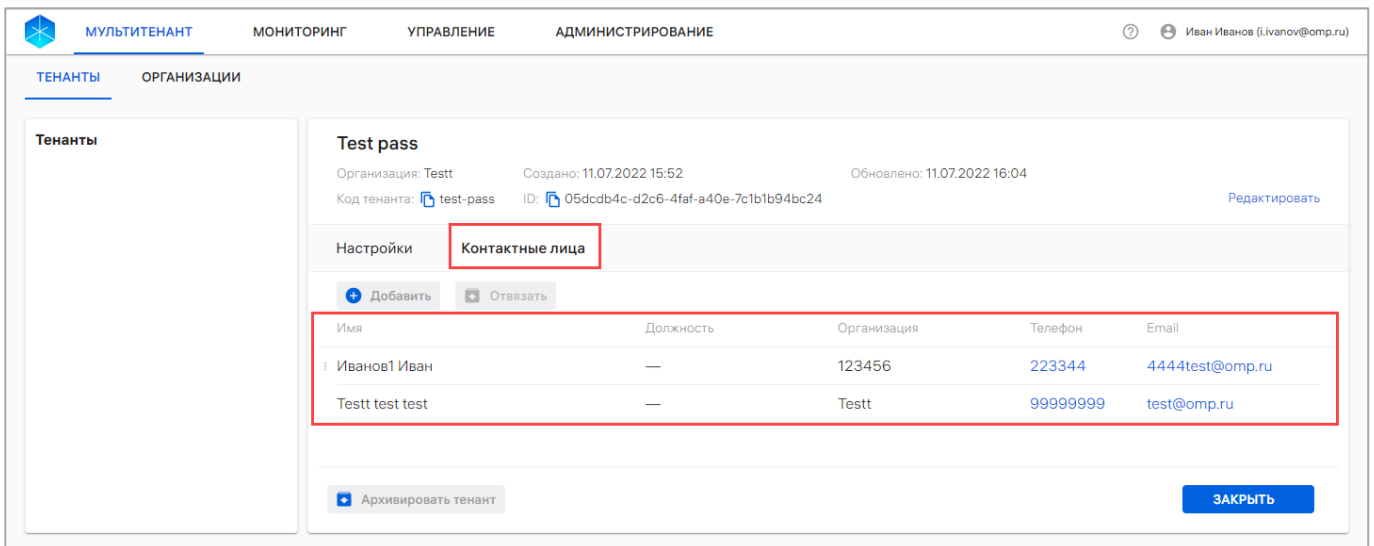 МУЛЬТИТЕНАНТ МОНИТОРИНГ УПРАВЛЕНИЕ АДМИНИСТРИРОВАНИЕ Иван Иванов (i.ivanov@omp.ru)
ТЕНАНТЫ ОРГАНИЗАЦИИ
Тенанты
Test pass
Организация: Testt Создано: 11.07.2022 15:52 Обновлено: 11.07.2022 16:04
Код тенанта: test-pass ID: 05dcdb4c-d2c6-4faf-a40e-7c1b1b94bc24 Редактировать
Настройки Контактные лица
Добавить Отвязать
Имя Должность Организация Телефон Email
Иванов1 Иван — 123456 223344 4444test@omp.ru
Testt test test — Testt 99999999 test@omp.ru
Архивировать тенант ЗАКРЫТЬ